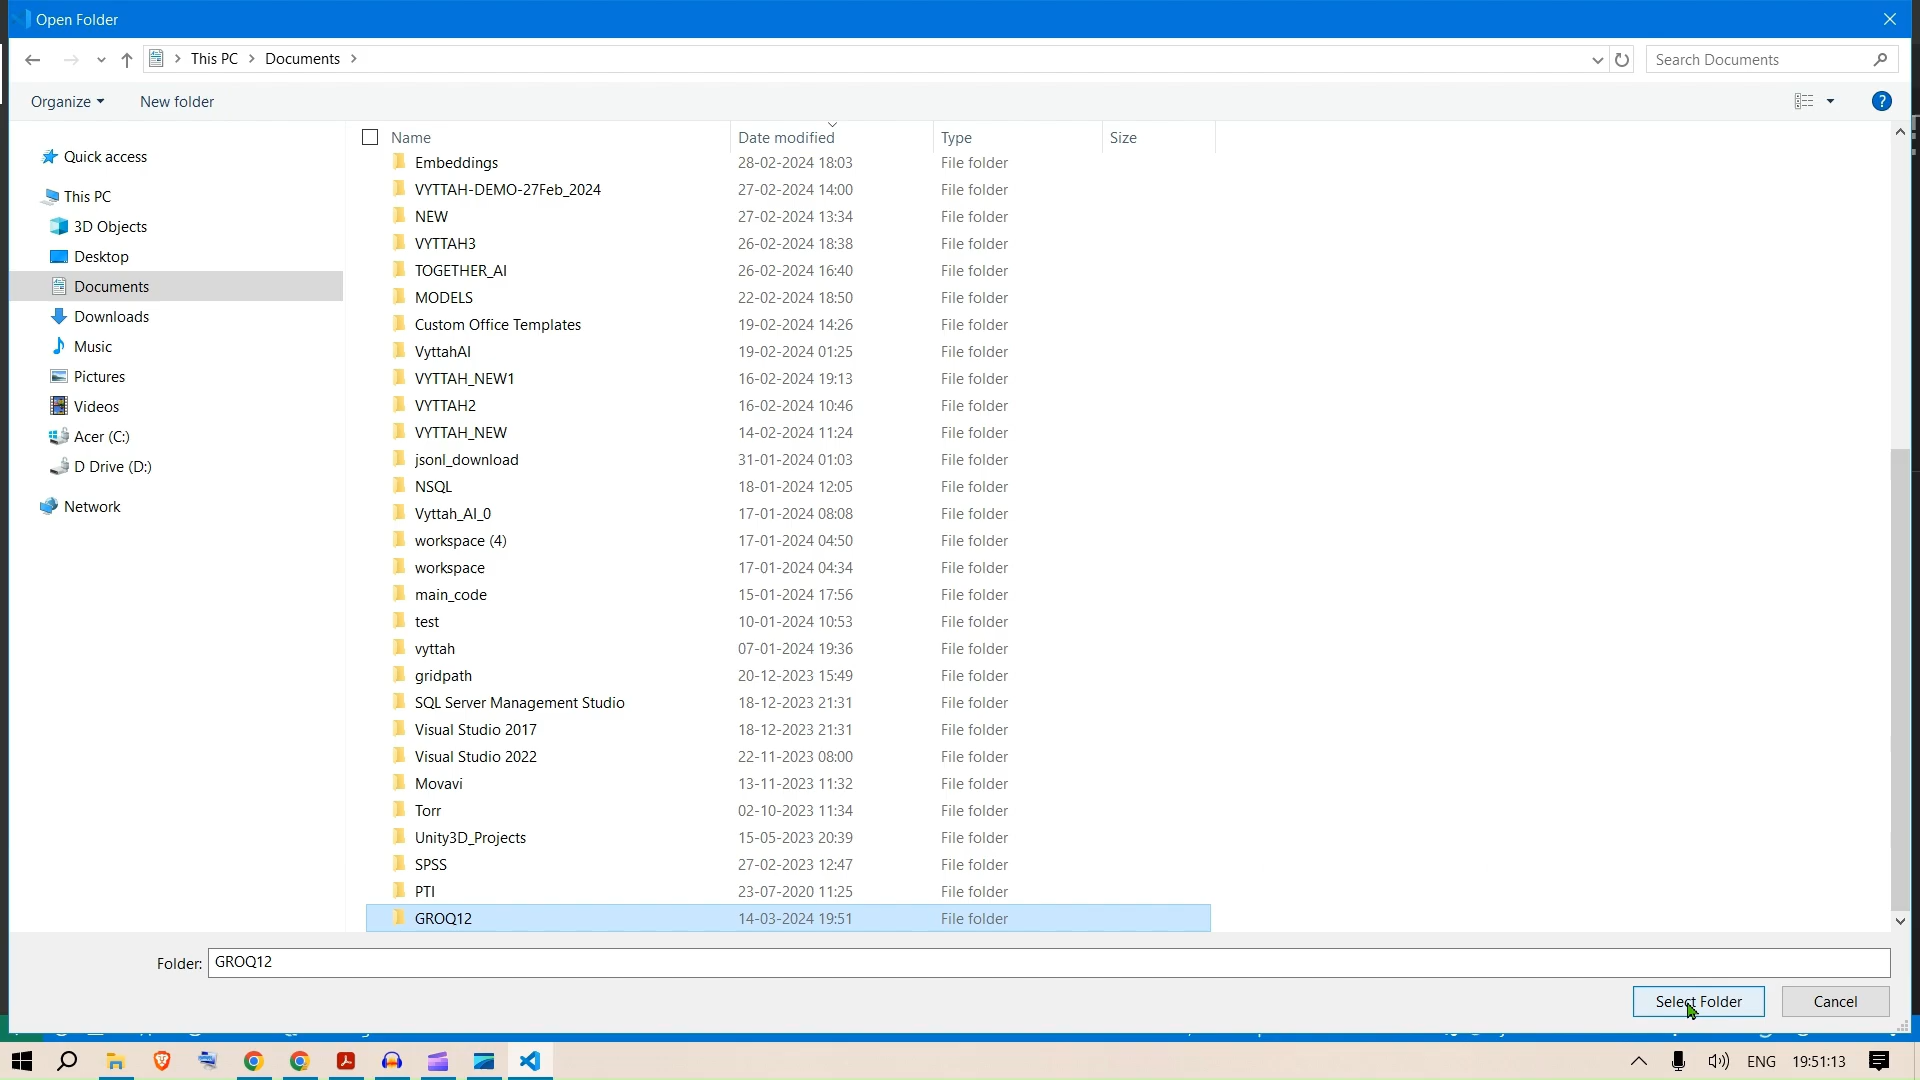 Open Folder
This PC > Documents >
Search Documents
Organize
New folder
?
Name Date modified Type Size
Quick access
This PC
3D Objects
Desktop
Documents
Downloads
Music
Pictures
Videos
Acer (C:)
D Drive (D:)
Network
Embeddings 28-02-2024 18:03 File folder
VYTTAH-DEMO-27Feb_2024 27-02-2024 14:00 File folder
NEW 27-02-2024 13:34 File folder
VYTTAH3 26-02-2024 18:38 File folder
TOGETHER_AI 26-02-2024 16:40 File folder
MODELS 22-02-2024 18:50 File folder
Custom Office Templates 19-02-2024 14:26 File folder
VyttahAI 19-02-2024 01:25 File folder
VYTTAH_NEW1 16-02-2024 19:13 File folder
VYTTAH2 16-02-2024 10:46 File folder
VYTTAH_NEW 14-02-2024 11:24 File folder
jsonl_download 31-01-2024 01:03 File folder
NSQL 18-01-2024 12:05 File folder
Vyttah_AI_0 17-01-2024 08:08 File folder
workspace (4) 17-01-2024 04:50 File folder
workspace 17-01-2024 04:34 File folder
main_code 15-01-2024 17:56 File folder
test 10-01-2024 10:53 File folder
vyttah 07-01-2024 19:36 File folder
gridpath 20-12-2023 15:49 File folder
SQL Server Management Studio 18-12-2023 21:31 File folder
Visual Studio 2017 18-12-2023 21:31 File folder
Visual Studio 2022 22-11-2023 08:00 File folder
Movavi 13-11-2023 11:32 File folder
Torr 02-10-2023 11:34 File folder
Unity3D_Projects 15-05-2023 20:39 File folder
SPSS 27-02-2023 12:47 File folder
PTI 23-07-2020 11:25 File folder
GROQ12 14-03-2024 19:51 File folder
Folder: GROQ12
Select Folder
Cancel
ENG 19:51:13